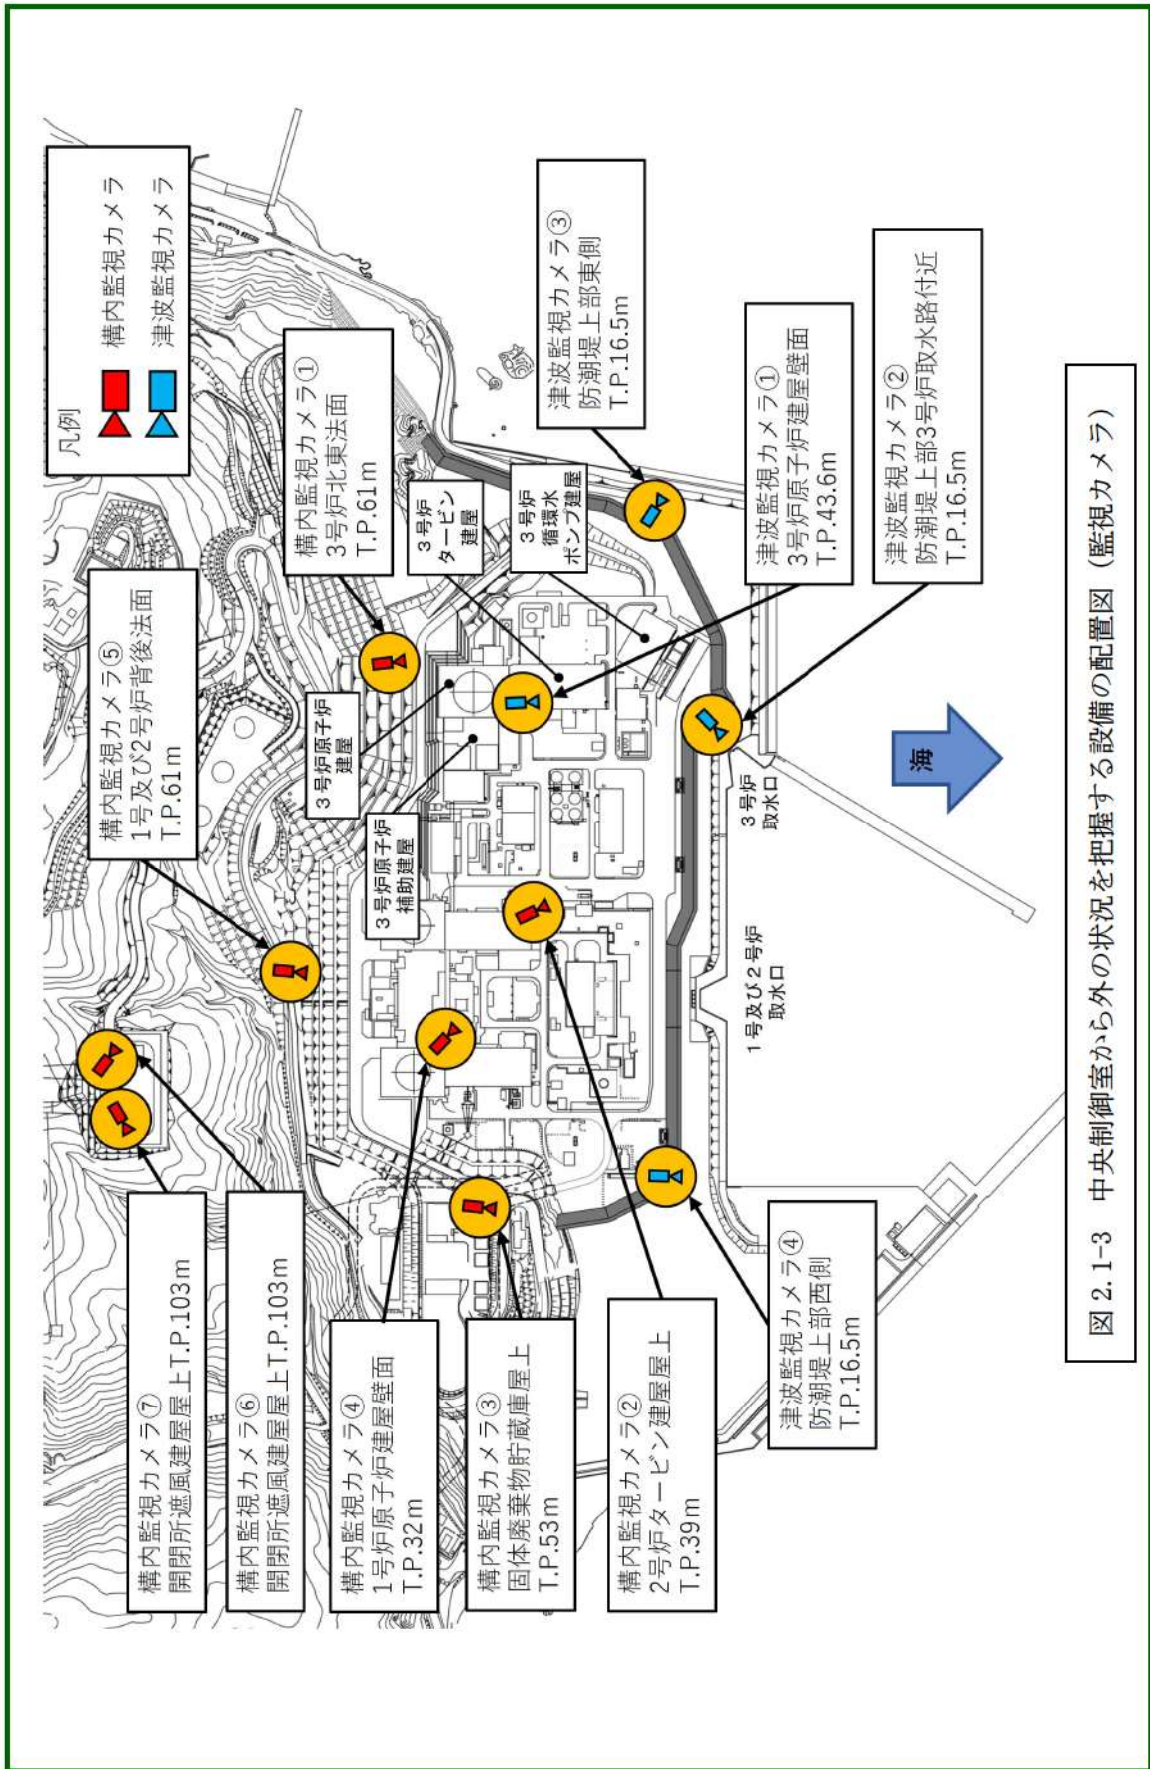 凡例
構内監視カメラ
津波監視カメラ
構内監視カメラ⑦
開閉所遮風建屋屋上T.P.103m
構内監視カメラ⑥
開閉所遮風建屋屋上T.P.103m
構内監視カメラ⑤
1号及び2号炉背後法面
T.P.61m
構内監視カメラ①
3号炉北東法面
T.P.61m
構内監視カメラ④
1号炉原子炉建屋壁面
T.P.32m
構内監視カメラ③
固体廃棄物貯蔵庫屋上
T.P.53m
構内監視カメラ②
2号炉タービン建屋屋上
T.P.39m
3号炉原子炉
建屋
3号炉原子炉
補助建屋
3号炉
タービン
建屋
3号炉
循環水
ポンプ建屋
津波監視カメラ③
防潮堤上部東側
T.P.16.5m
津波監視カメラ①
3号炉原子炉建屋壁面
T.P.43.6m
津波監視カメラ②
防潮堤上部3号炉取水路付近
T.P.16.5m
津波監視カメラ④
防潮堤上部西側
T.P.16.5m
1号及び2号炉
取水口
3号炉
取水口
海
図 2.1-3 中央制御室から外の状況を把握する設備の配置図（監視カメラ）